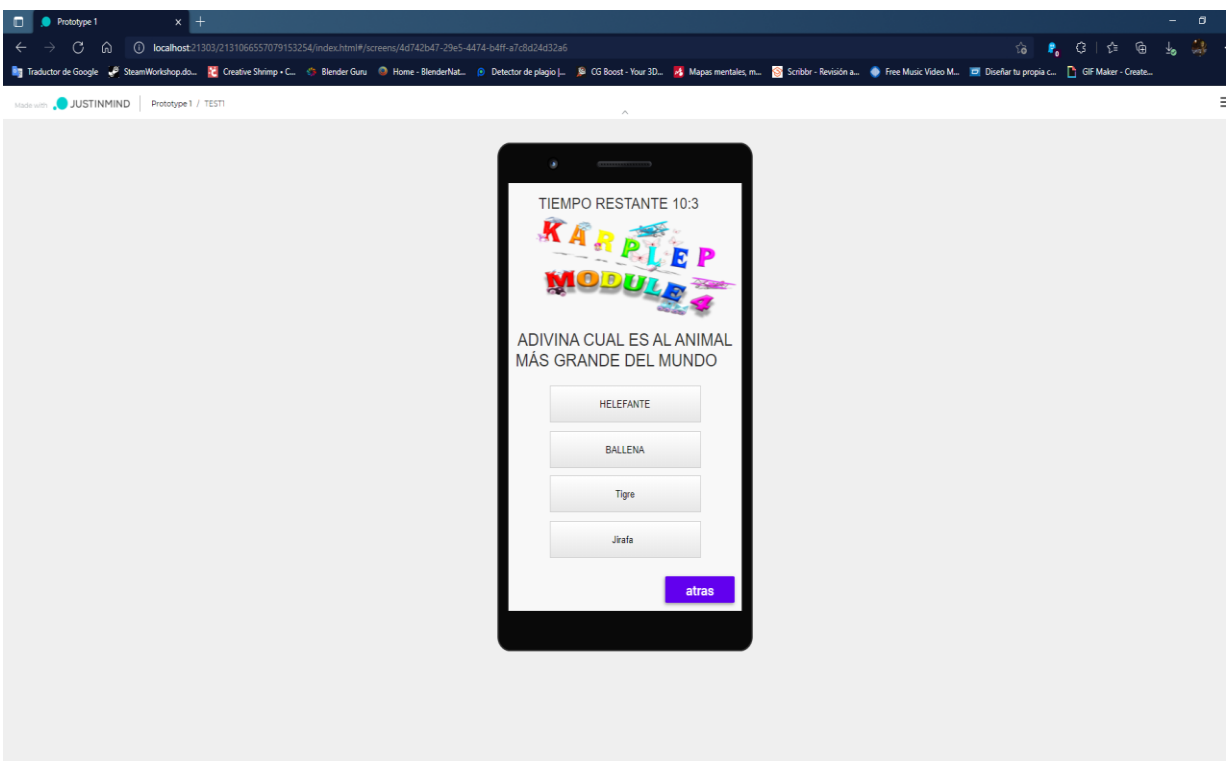 Prototype 1
localhost:21303/2131066557079153254/index.html#/screens/4d742b47-29e5-4474-b4ff-a7c8d24d32a6
Traductor de Google SteamWorkshop.do... Creative Shrimp • C... Blender Guru Home - BlenderNat... Detector de plagio |... CG Boost - Your 3D... Mapas mentales, m... Scribbr - Revisión a... Free Music Video M... Diseñar tu propia c... GIF Maker - Create...
Made with JUSTINMIND Prototype 1 / TEST1
TIEMPO RESTANTE 10:3
KARPLEP
MODULE 4
ADIVINA CUAL ES AL ANIMAL
MÁS GRANDE DEL MUNDO
HELEFANTE
BALLENA
Tigre
Jirafa
atras